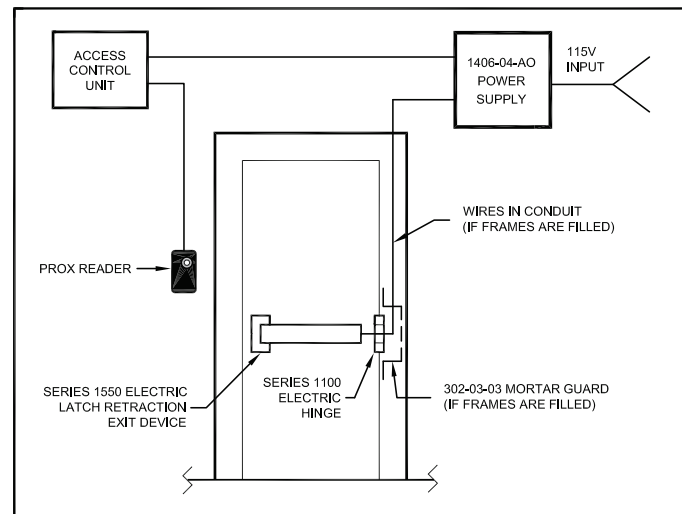 ACCESS
CONTROL
UNIT
1406-04-AO
POWER
SUPPLY
115V
INPUT
WIRES IN CONDUIT
(IF FRAMES ARE FILLED)
PROX READER
SERIES 1550 ELECTRIC
LATCH RETRACTION
EXIT DEVICE
SERIES 1100
ELECTRIC
HINGE
302-03-03 MORTAR GUARD
(IF FRAMES ARE FILLED)